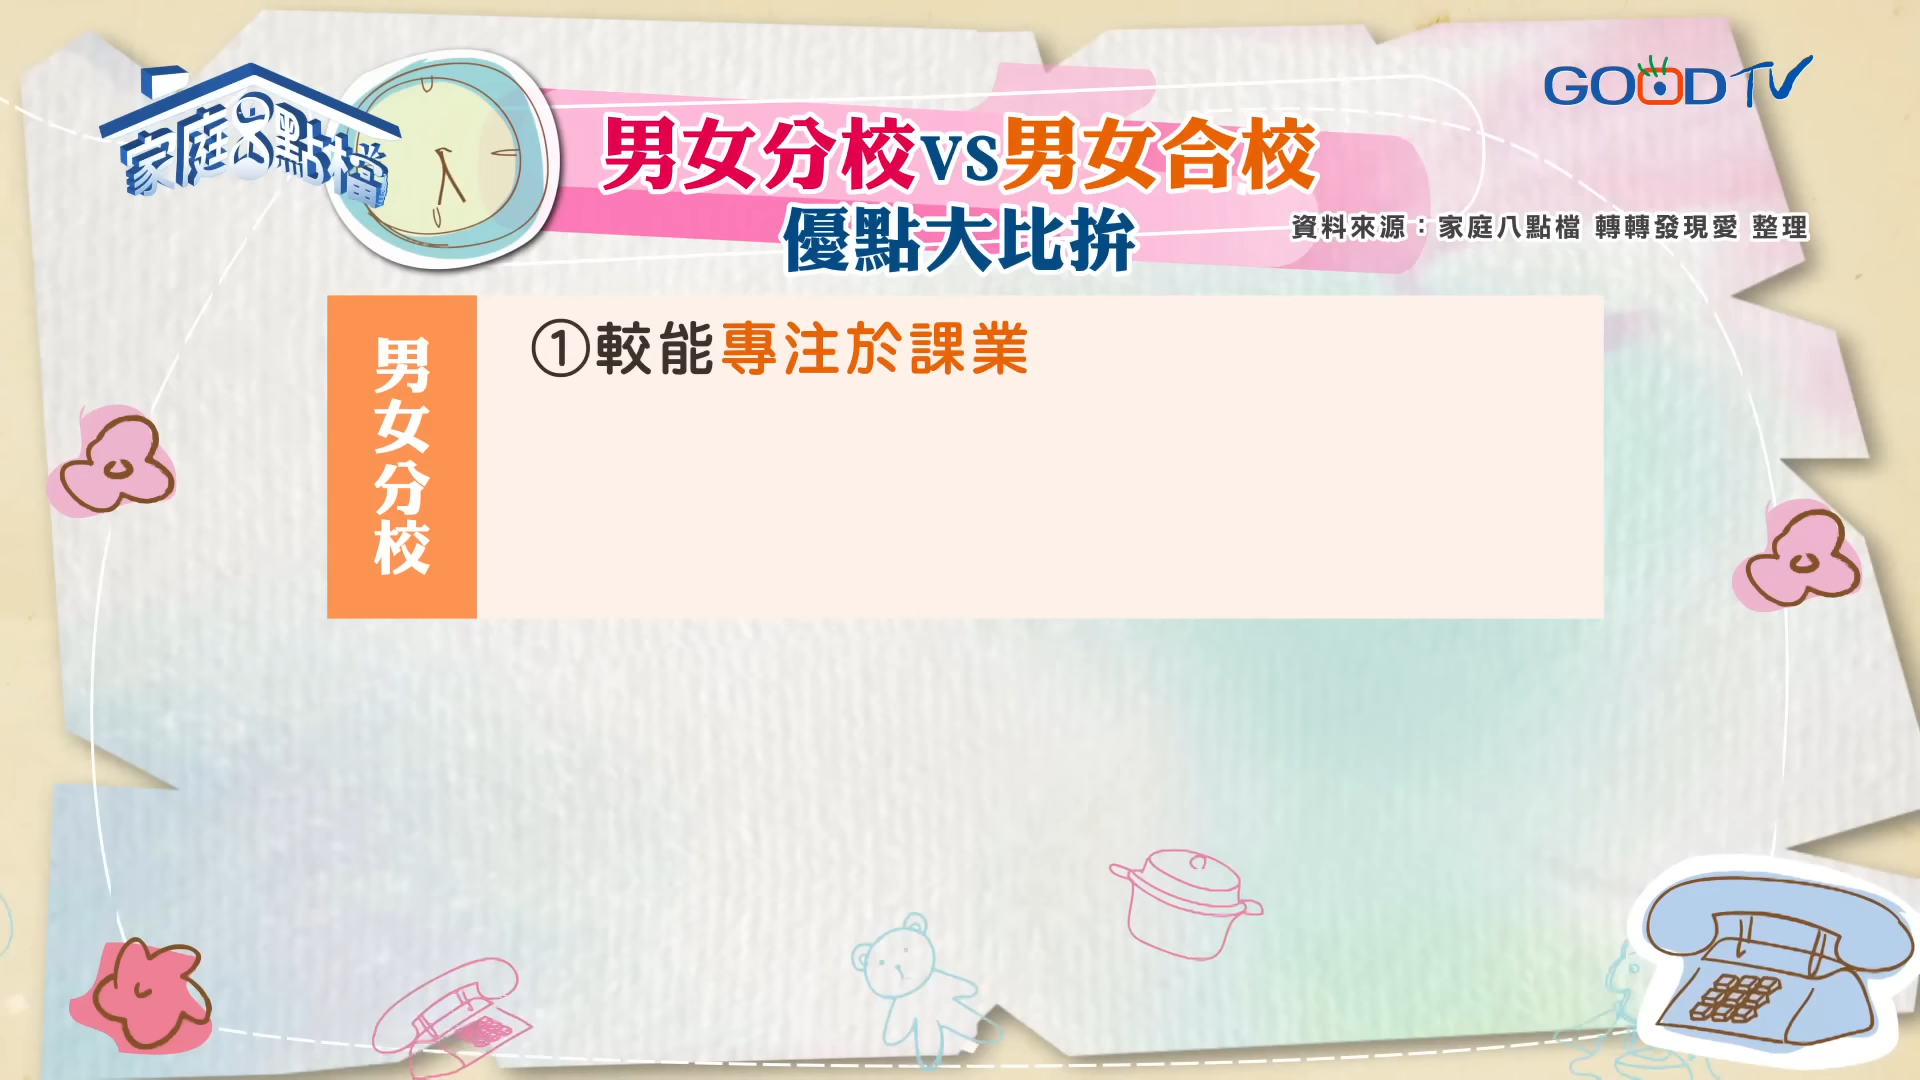 家庭8點檔
GOOD TV
男女分校vs男女合校
優點大比拚
資料來源：家庭八點檔 轉轉發現愛 整理
男女分校
①較能專注於課業